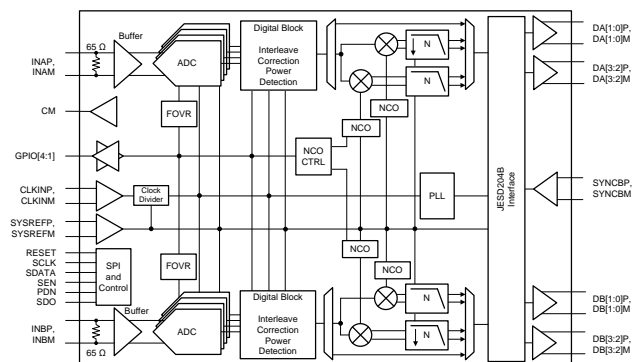 Buffer
65 Ω
INAP,
INAM
ADC
Digital Block
Interleave
Correction
Power
Detection
N
N
DA[1:0]P,
DA[1:0]M
DA[3:2]P,
DA[3:2]M
CM
FOVR
NCO
NCO
GPIO[4:1]
NCO
CTRL
JESD204B
Interface
CLKINP,
CLKINM
Clock
Divider
PLL
SYNCBP,
SYNCBM
SYSREFP,
SYSREFM
NCO
NCO
RESET
SCLK
SDATA
SEN
PDN
SDO
SPI
and
Control
FOVR
Buffer
INBP,
INBM
65 Ω
ADC
Digital Block
Interleave
Correction
Power
Detection
N
N
DB[1:0]P,
DB[1:0]M
DB[3:2]P,
DB[3:2]M